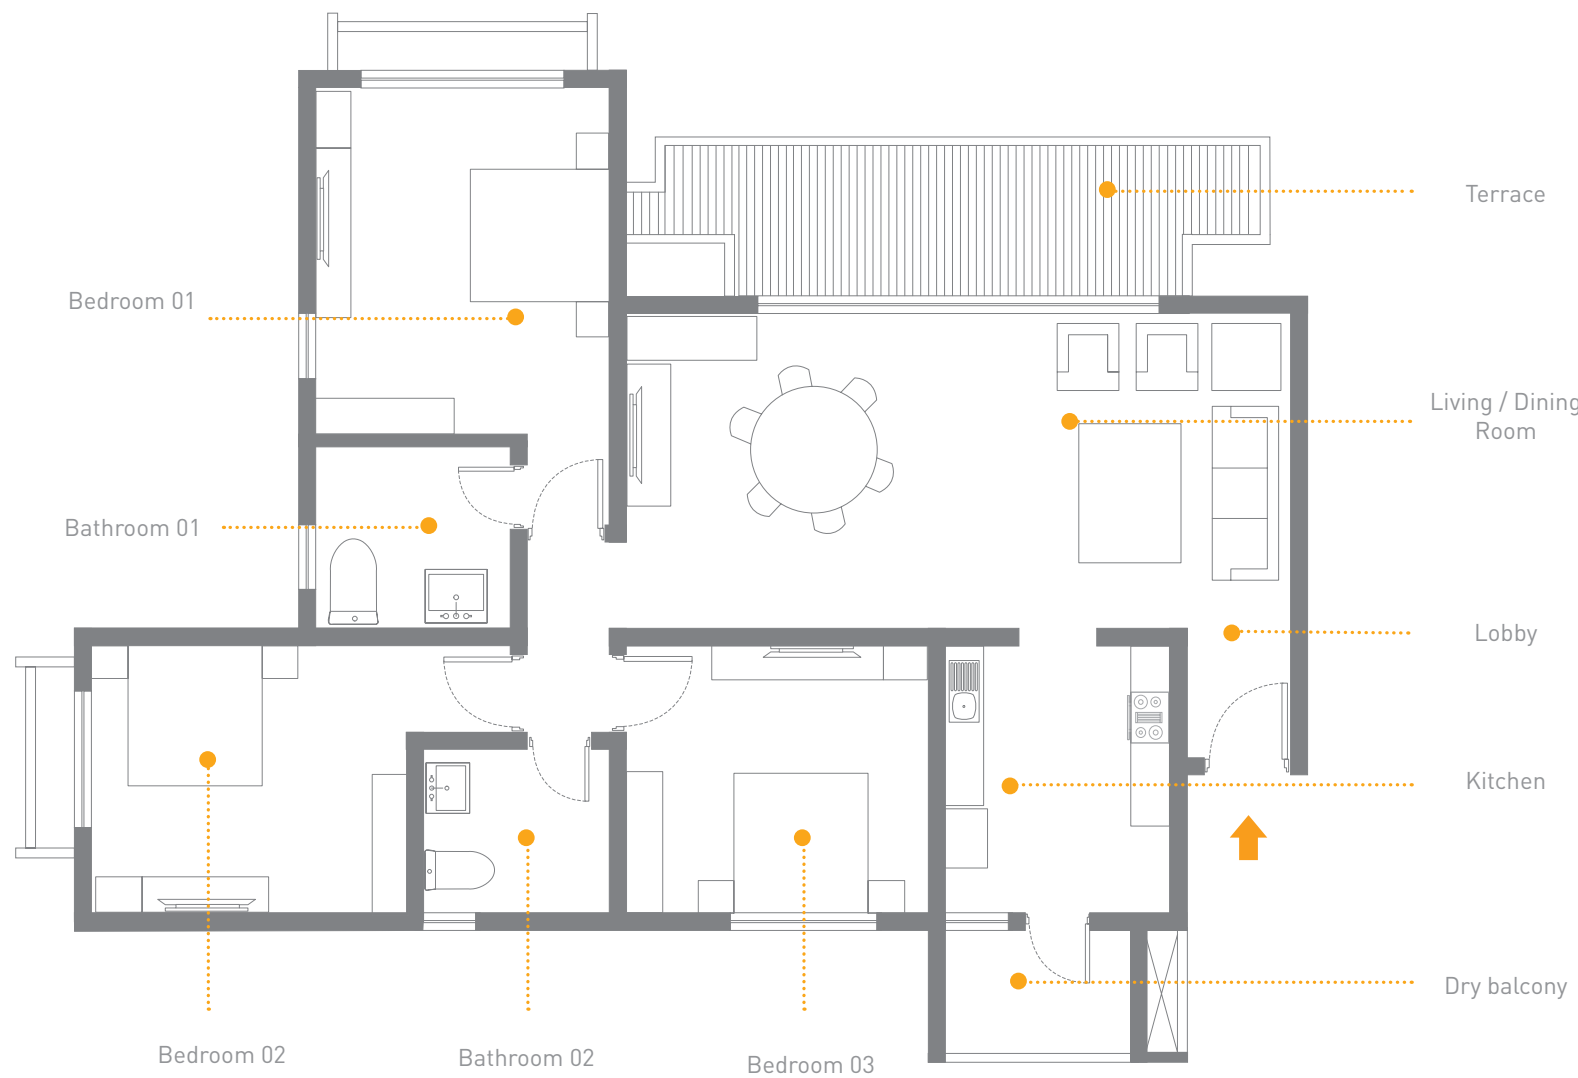 Terrace
Bedroom 01
Living / Dining
Room
Bathroom 01
Lobby
Kitchen
Dry balcony
Bedroom 02
Bathroom 02
Bedroom 03